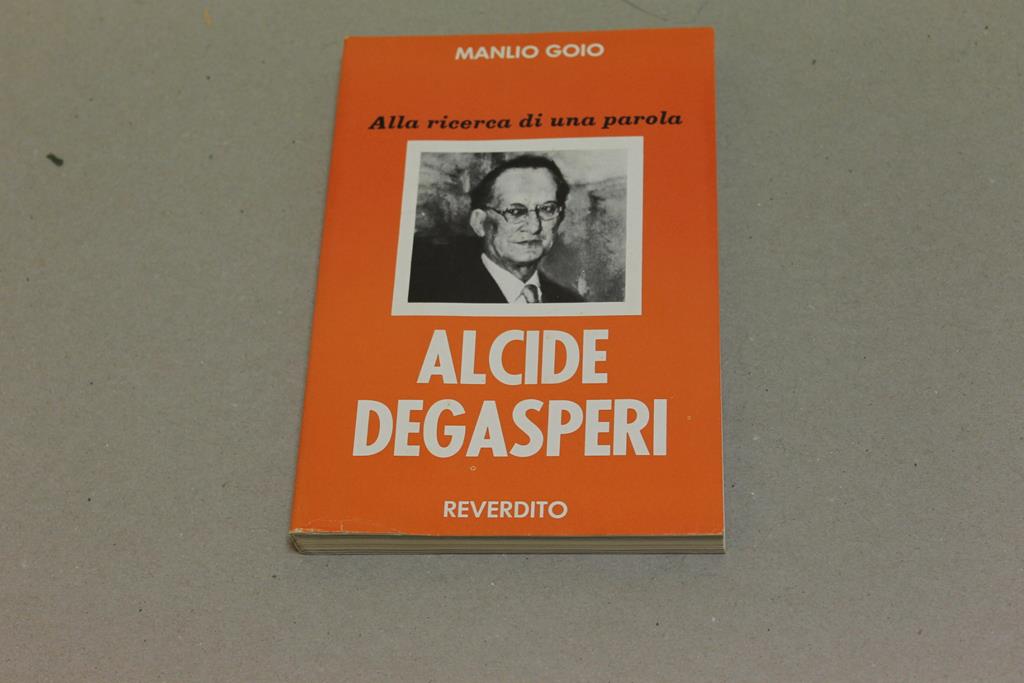 MANLIO GOIO
Alla ricerca di una parola
ALCIDE
DEGASPERI
REVERDITO